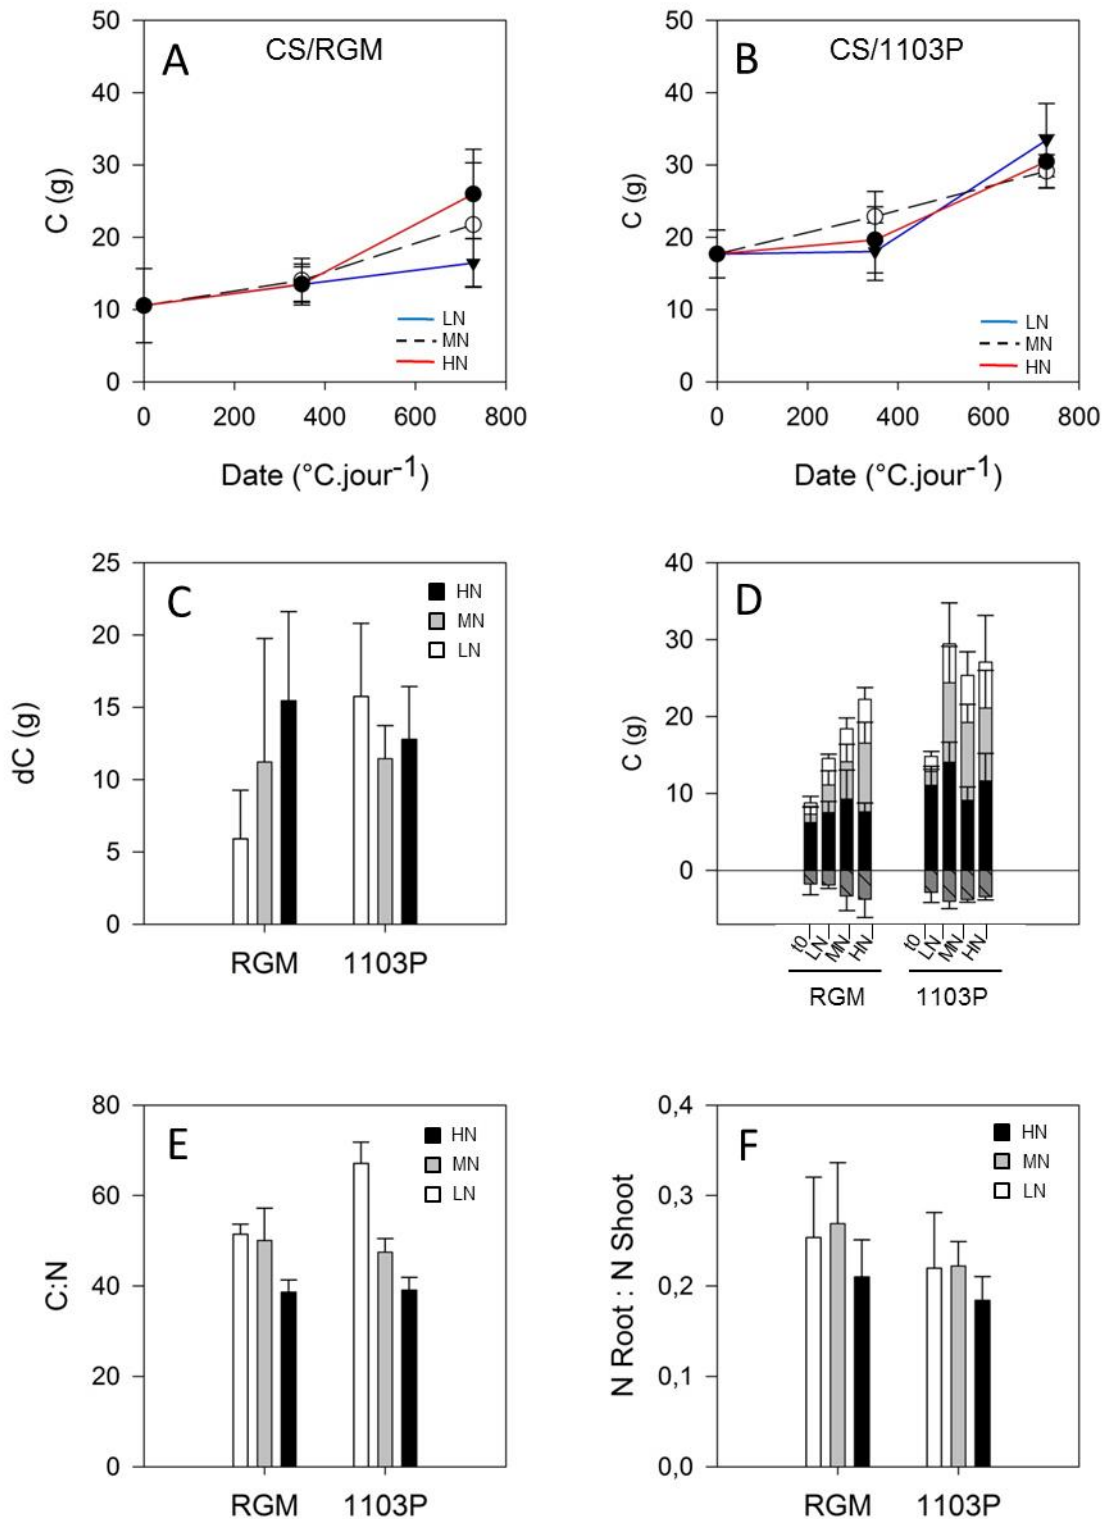 A
CS/RGM
C (g)
50
40
30
20
10
0
LN
MN
HN
0
200
400
600
800
Date (°C.jour-1)
B
CS/1103P
C (g)
50
40
30
20
10
0
LN
MN
HN
0
200
400
600
800
Date (°C.jour-1)
C
dC (g)
25
20
15
10
5
0
HN
MN
LN
RGM
1103P
D
C (g)
40
30
20
10
0
t0
LN
MN
HN
t0
LN
MN
HN
RGM
1103P
E
C:N
80
60
40
20
0
HN
MN
LN
RGM
1103P
F
N Root : N Shoot
0,4
0,3
0,2
0,1
0,0
HN
MN
LN
RGM
1103P